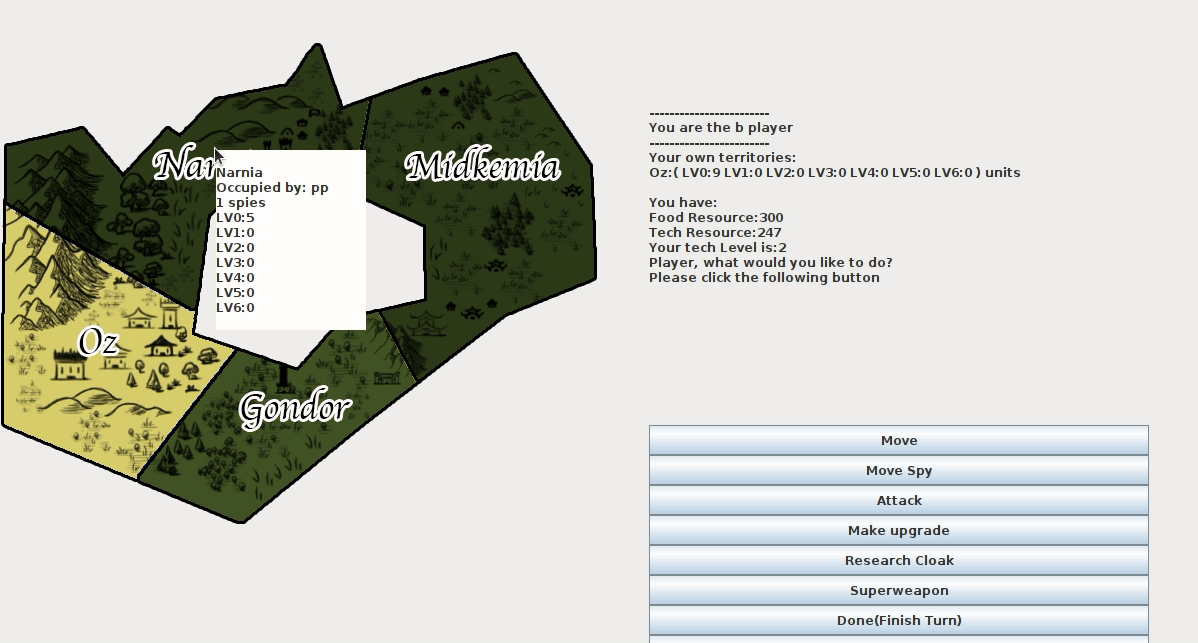 Nar
Midkemia
Narnia
Occupied by: pp
1 spies
LV0:5
LV1:0
LV2:0
LV3:0
LV4:0
LV5:0
LV6:0
Oz
Gondor
------------------------
You are the b player
------------------------
Your own territories:
Oz:( LV0:9 LV1:0 LV2:0 LV3:0 LV4:0 LV5:0 LV6:0 ) units
You have:
Food Resource:300
Tech Resource:247
Your tech Level is:2
Player, what would you like to do?
Please click the following button
Move
Move Spy
Attack
Make upgrade
Research Cloak
Superweapon
Done(Finish Turn)